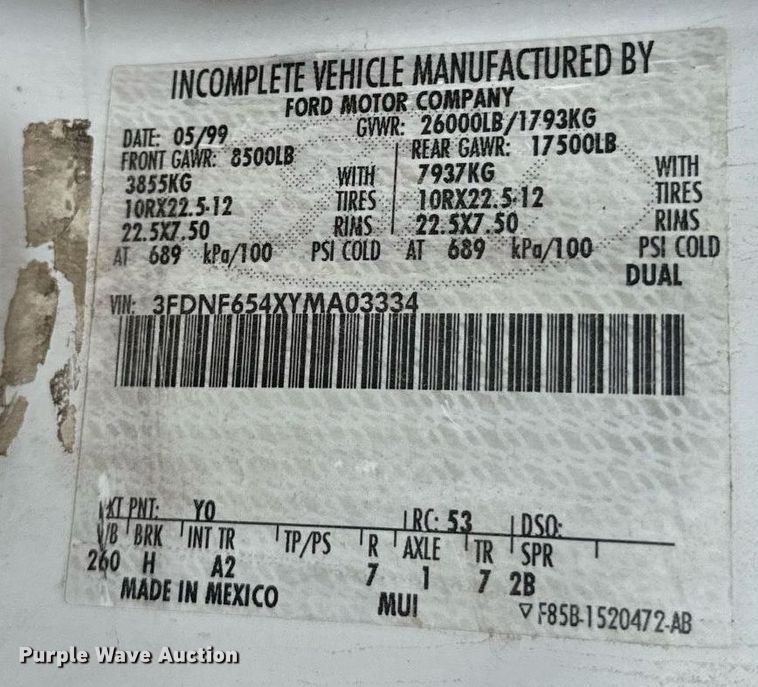 INCOMPLETE VEHICLE MANUFACTURED BY
FORD MOTOR COMPANY
DATE: 05/99 GVWR: 26000LB/1793KG
FRONT GAWR: 8500LB REAR GAWR: 17500LB
3855KG WITH 7937KG WITH
10RX22.5-12 TIRES 10RX22.5-12 TIRES
22.5X7.50 RIMS 22.5X7.50 RIMS
AT 689 kPa/100 PSI COLD AT 689 kPa/100 PSI COLD
DUAL
VIN: 3FDNF654XYMA03334
PNT: YO RC: 53 DSO:
W/B BRK INT TR TP/PS R AXLE TR SPR
260 H A2 7 1 7 2B
MADE IN MEXICO MUI ▽ F85B-1520472-AB
Purple Wave Auction